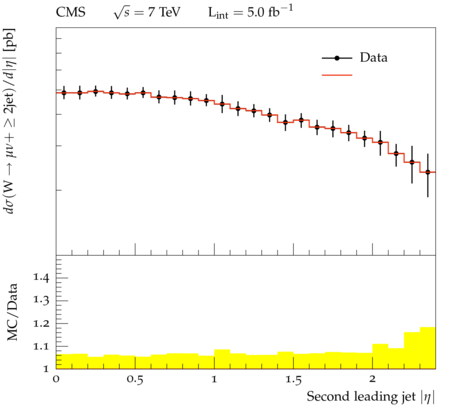 CMS √s = 7 TeV L_int = 5.0 fb⁻¹
dσ(W → μν+ ≥ 2jet)/d|η| [pb]
Data
MC/Data
1.4
1.3
1.2
1.1
1
0 0.5 1 1.5 2
Second leading jet |η|